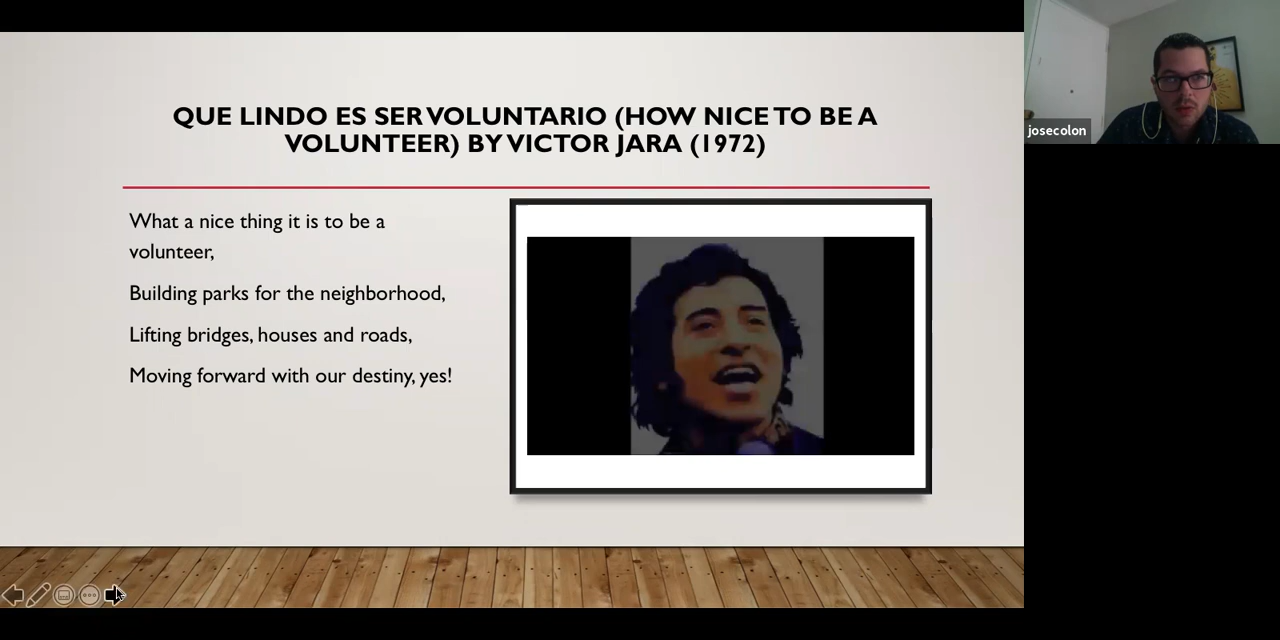 QUE LINDO ES SER VOLUNTARIO (HOW NICE TO BE A
VOLUNTEER) BY VICTOR JARA (1972)
What a nice thing it is to be a
volunteer,
Building parks for the neighborhood,
Lifting bridges, houses and roads,
Moving forward with our destiny, yes!
josecolon